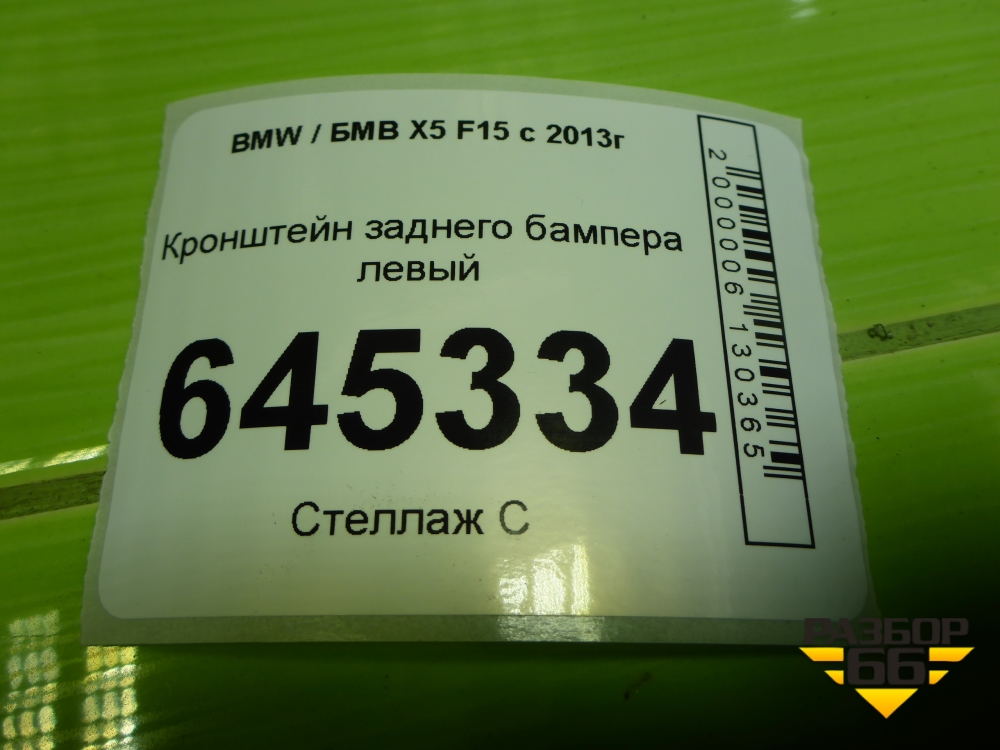 BMW / БМВ X5 F15 с 2013г
Кронштейн заднего бампера
левый
645334
Стеллаж С
2000006130365
РАЗБОР
66